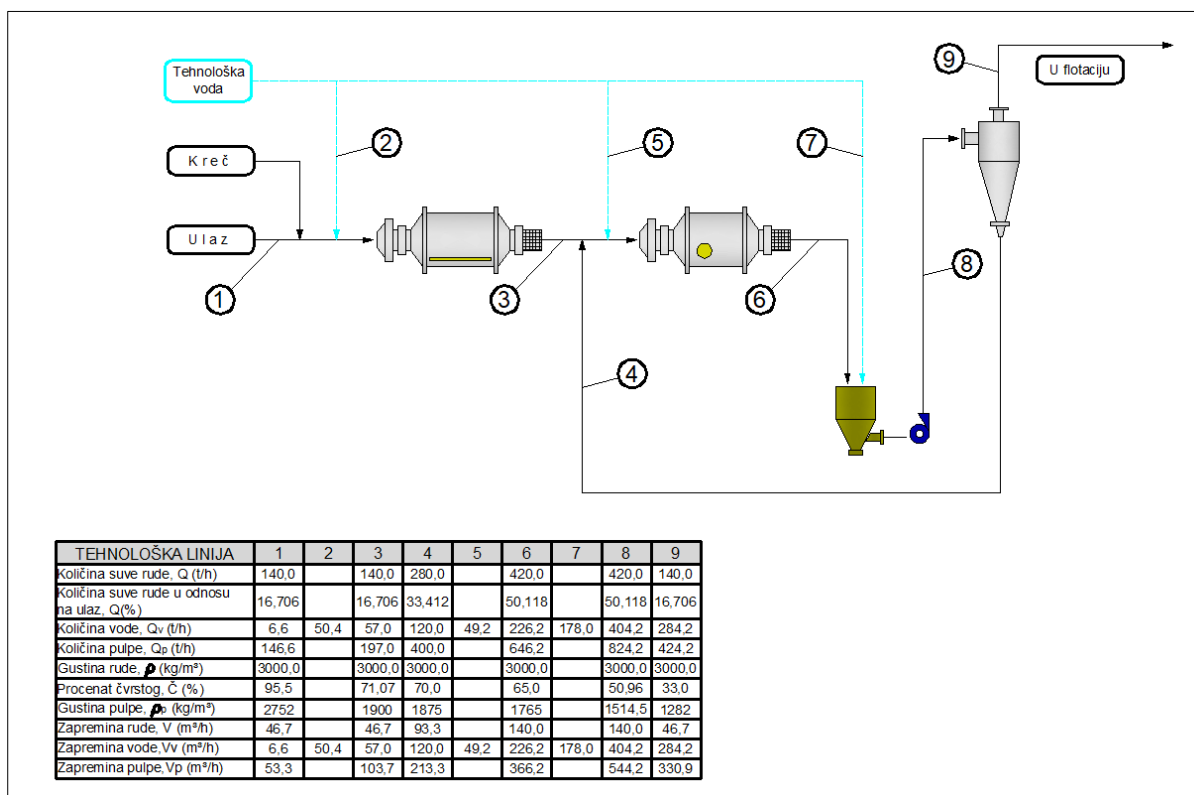 Tehnološka
voda
9
U flotaciju
2
5
7
Kreč
Ulaz
1
3
6
8
4
TEHNOLOŠKA LINIJA 1 2 3 4 5 6 7 8 9
Količina suve rude, Q (t/h) 140,0 140,0 280,0 420,0 420,0 140,0
Količina suve rude u odnosu
na ulaz, Q(%) 16,706 16,706 33,412 50,118 50,118 16,706
Količina vode, Qv (t/h) 6,6 50,4 57,0 120,0 49,2 226,2 178,0 404,2 284,2
Količina pulpe, Qp (t/h) 146,6 197,0 400,0 646,2 824,2 424,2
Gustina rude, ρ (kg/m³) 3000,0 3000,0 3000,0 3000,0 3000,0 3000,0
Procenat čvrstog, Č (%) 95,5 71,07 70,0 65,0 50,96 33,0
Gustina pulpe, ρp (kg/m³) 2752 1900 1875 1765 1514,5 1282
Zapremina rude, V (m³/h) 46,7 46,7 93,3 140,0 140,0 46,7
Zapremina vode,Vv (m³/h) 6,6 50,4 57,0 120,0 49,2 226,2 178,0 404,2 284,2
Zapremina pulpe,Vp (m³/h) 53,3 103,7 213,3 366,2 544,2 330,9